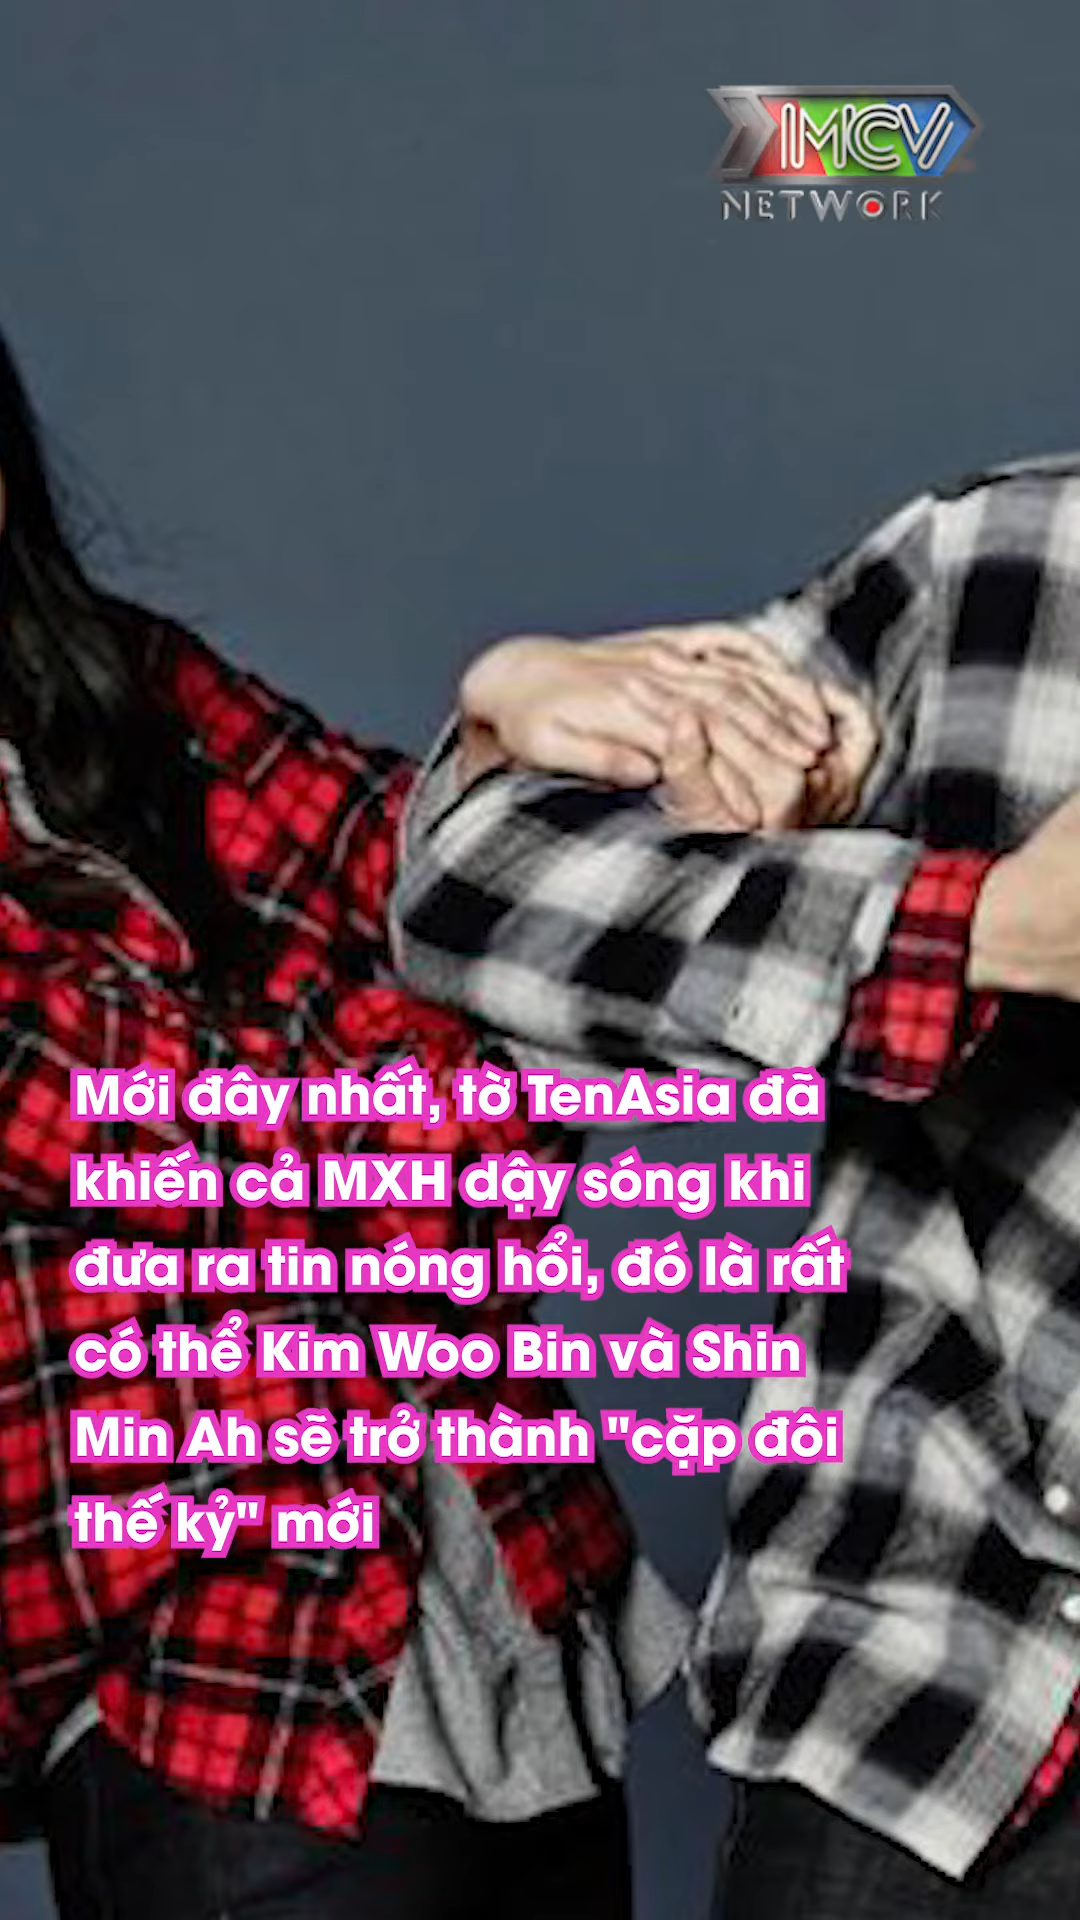 MCV
NETWORK
Mới đây nhất, tờ TenAsia đã
khiến cả MXH dậy sóng khi
đưa ra tin nóng hổi, đó là rất
có thể Kim Woo Bin và Shin
Min Ah sẽ trở thành "cặp đôi
thế kỷ" mới